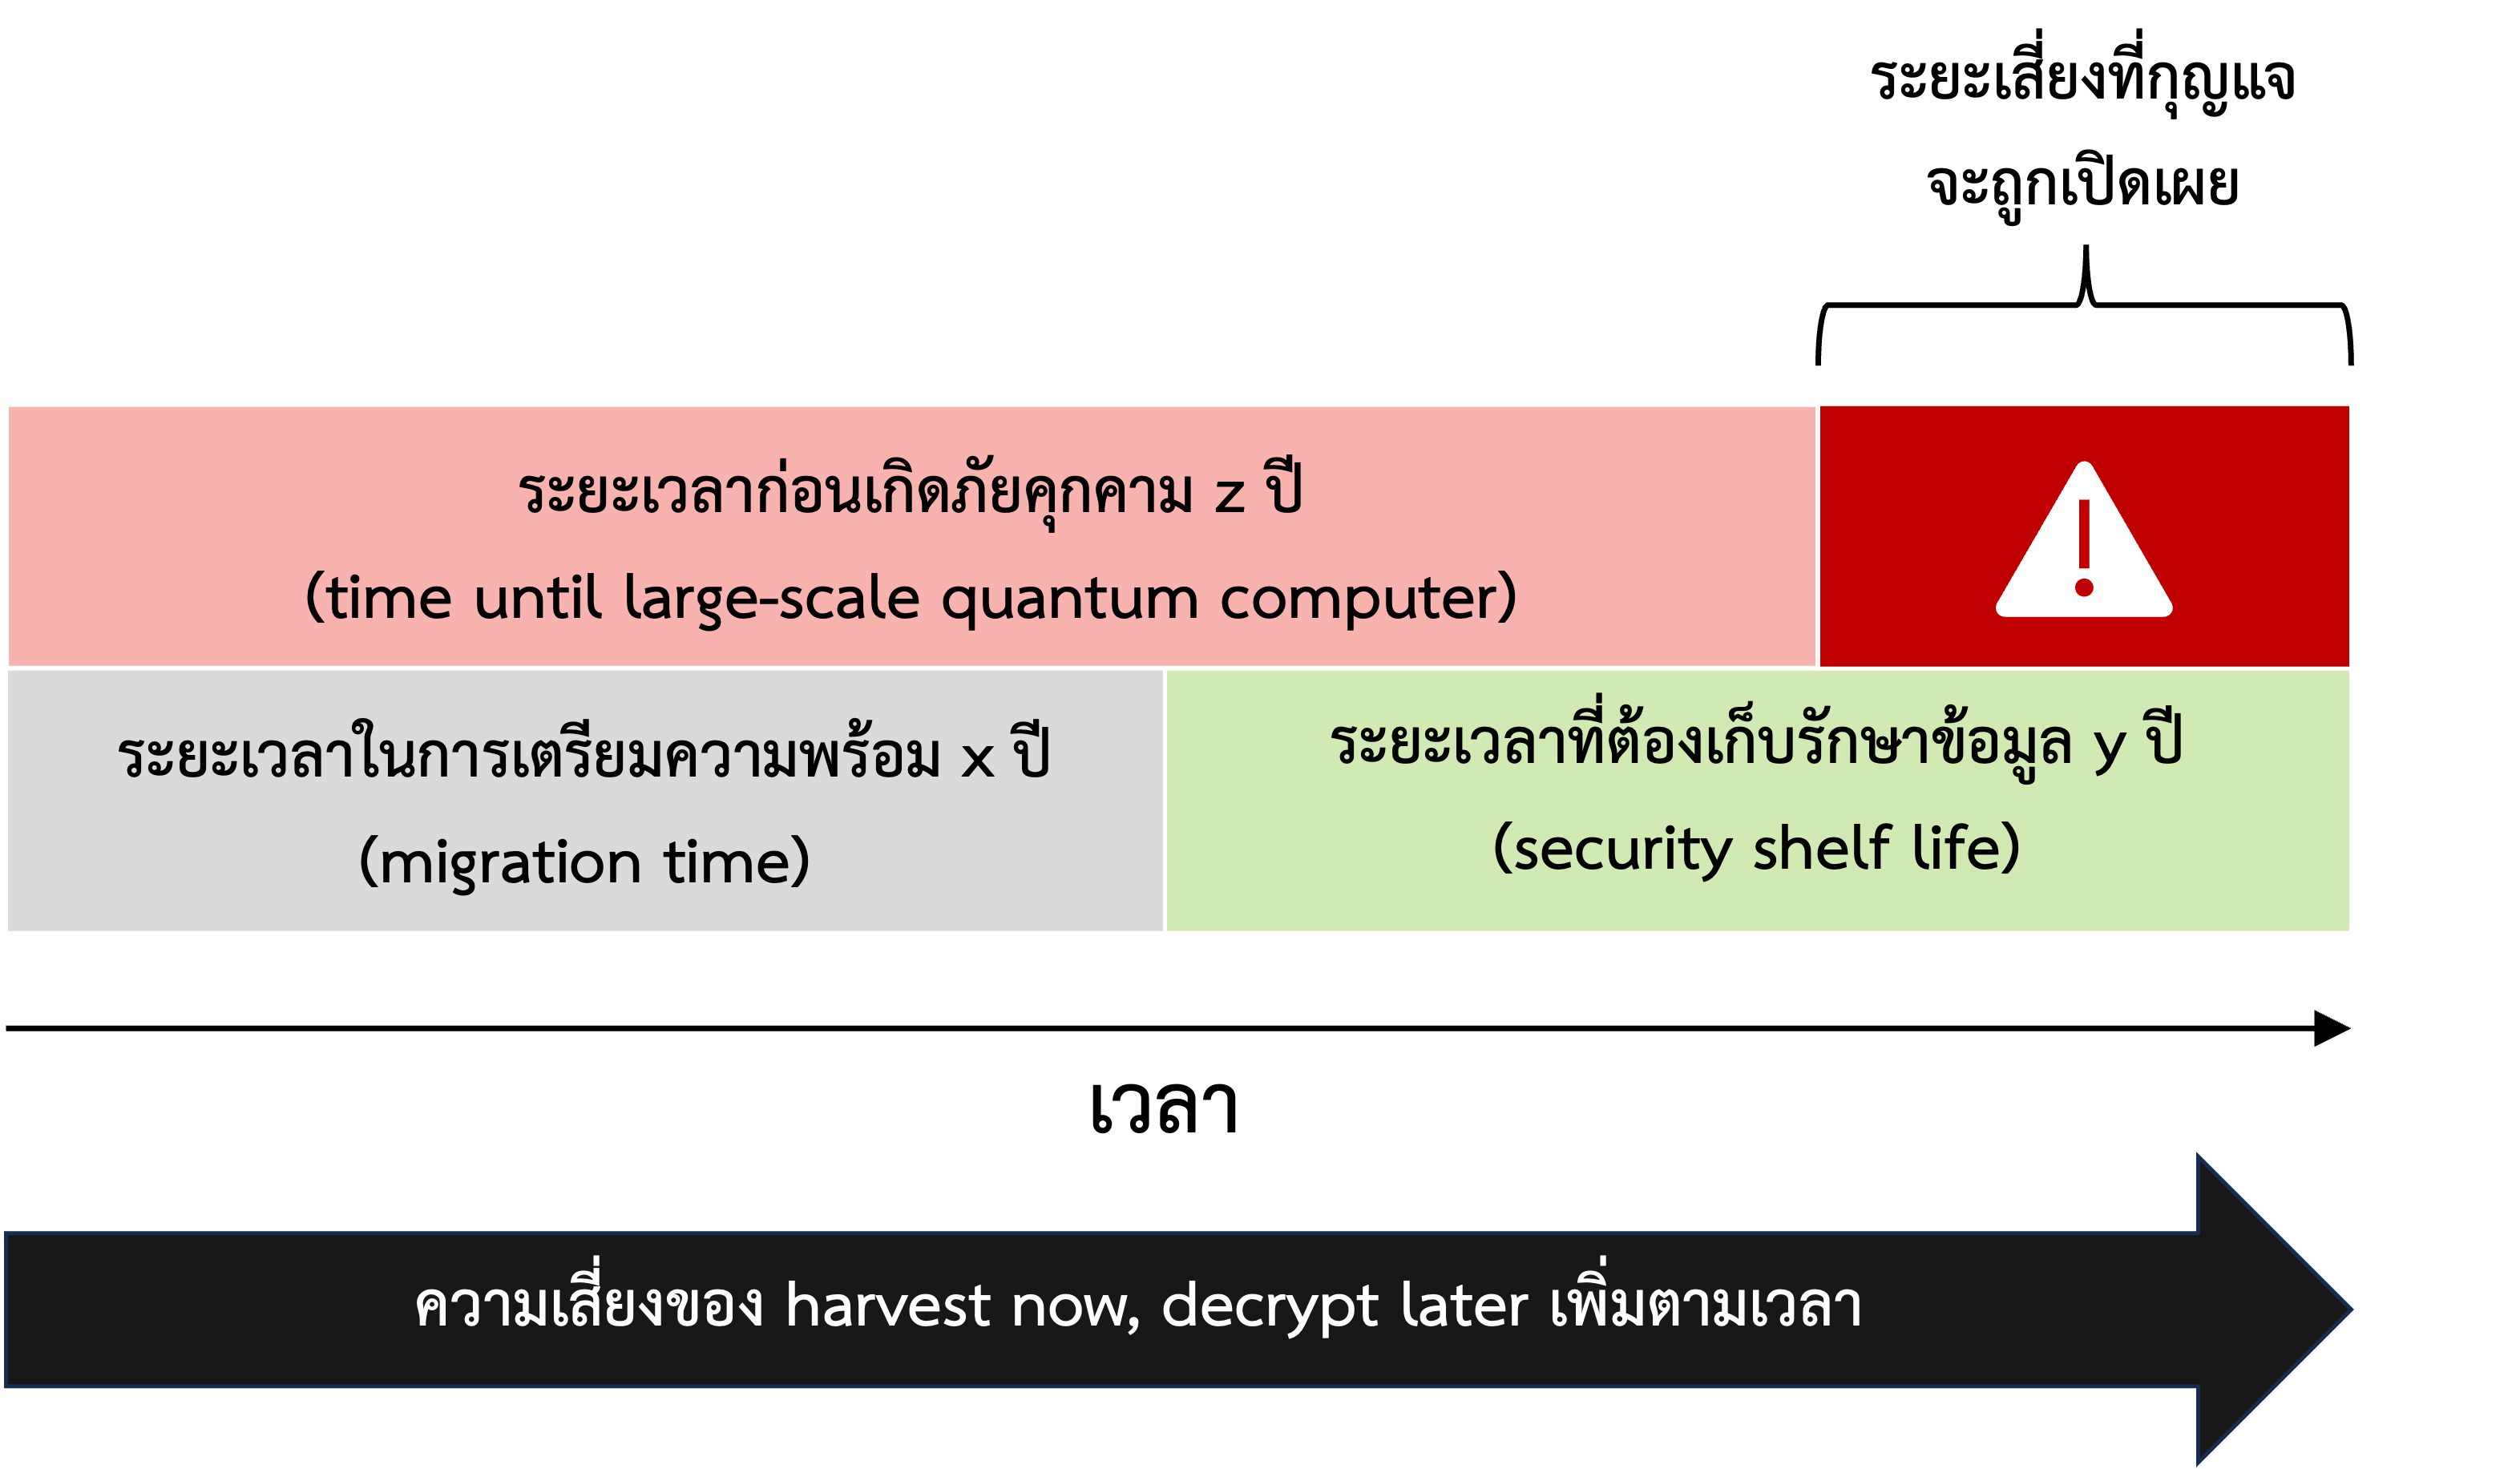 ระยะเสี่ยงที่กุญแจ
จะถูกเปิดเผย
ระยะเวลาก่อนเกิดภัยคุกคาม z ปี
(time until large-scale quantum computer)
ระยะเวลาในการเตรียมความพร้อม x ปี
(migration time)
ระยะเวลาที่ต้องเก็บรักษาข้อมูล y ปี
(security shelf life)
เวลา
ความเสี่ยงของ harvest now, decrypt later เพิ่มตามเวลา